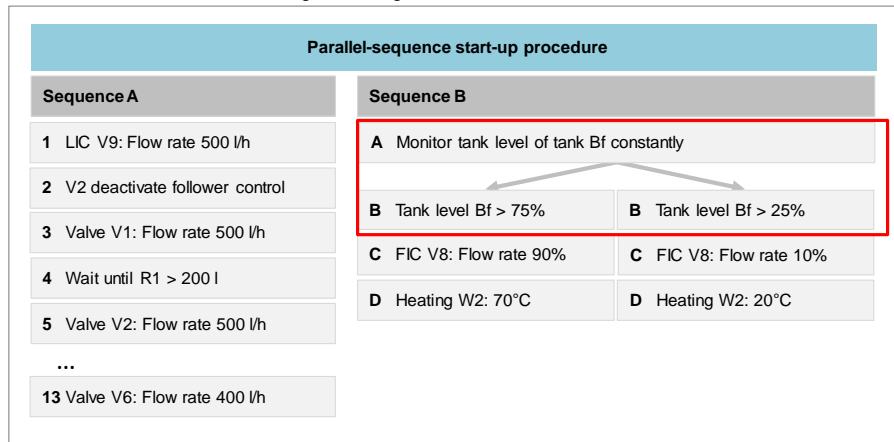 Parallel-sequence start-up procedure
Sequence A
1 LIC V9: Flow rate 500 l/h
2 V2 deactivate follower control
3 Valve V1: Flow rate 500 l/h
4 Wait until R1 > 200 l
5 Valve V2: Flow rate 500 l/h
...
13 Valve V6: Flow rate 400 l/h
Sequence B
A Monitor tank level of tank Bf constantly
B Tank level Bf > 75%
C FIC V8: Flow rate 90%
D Heating W2: 70°C
B Tank level Bf > 25%
C FIC V8: Flow rate 10%
D Heating W2: 20°C